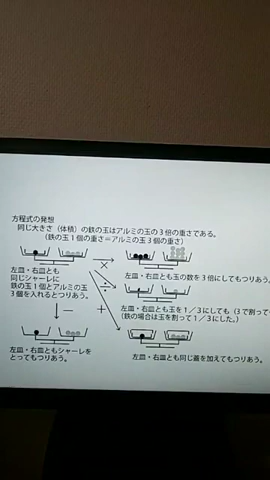 方程式の発想
同じ大きさ（体積）の鉄の玉はアルミの玉の３倍の重さである。
（鉄の玉１個の重さ＝アルミの玉３個の重さ）
×
左皿・右皿とも玉の数を３倍にしてもつりあう。
左皿・右皿とも
同じシャーレに
鉄の玉１個とアルミの玉
３個を入れるとつりあう。
÷
左皿・右皿とも玉を１／３にしても（３で割って
（鉄の場合は玉を割って１／３にした。）
−
＋
左皿・右皿ともシャーレを
とってもつりあう。
左皿・右皿とも同じ蓋を加えてもつりあう。